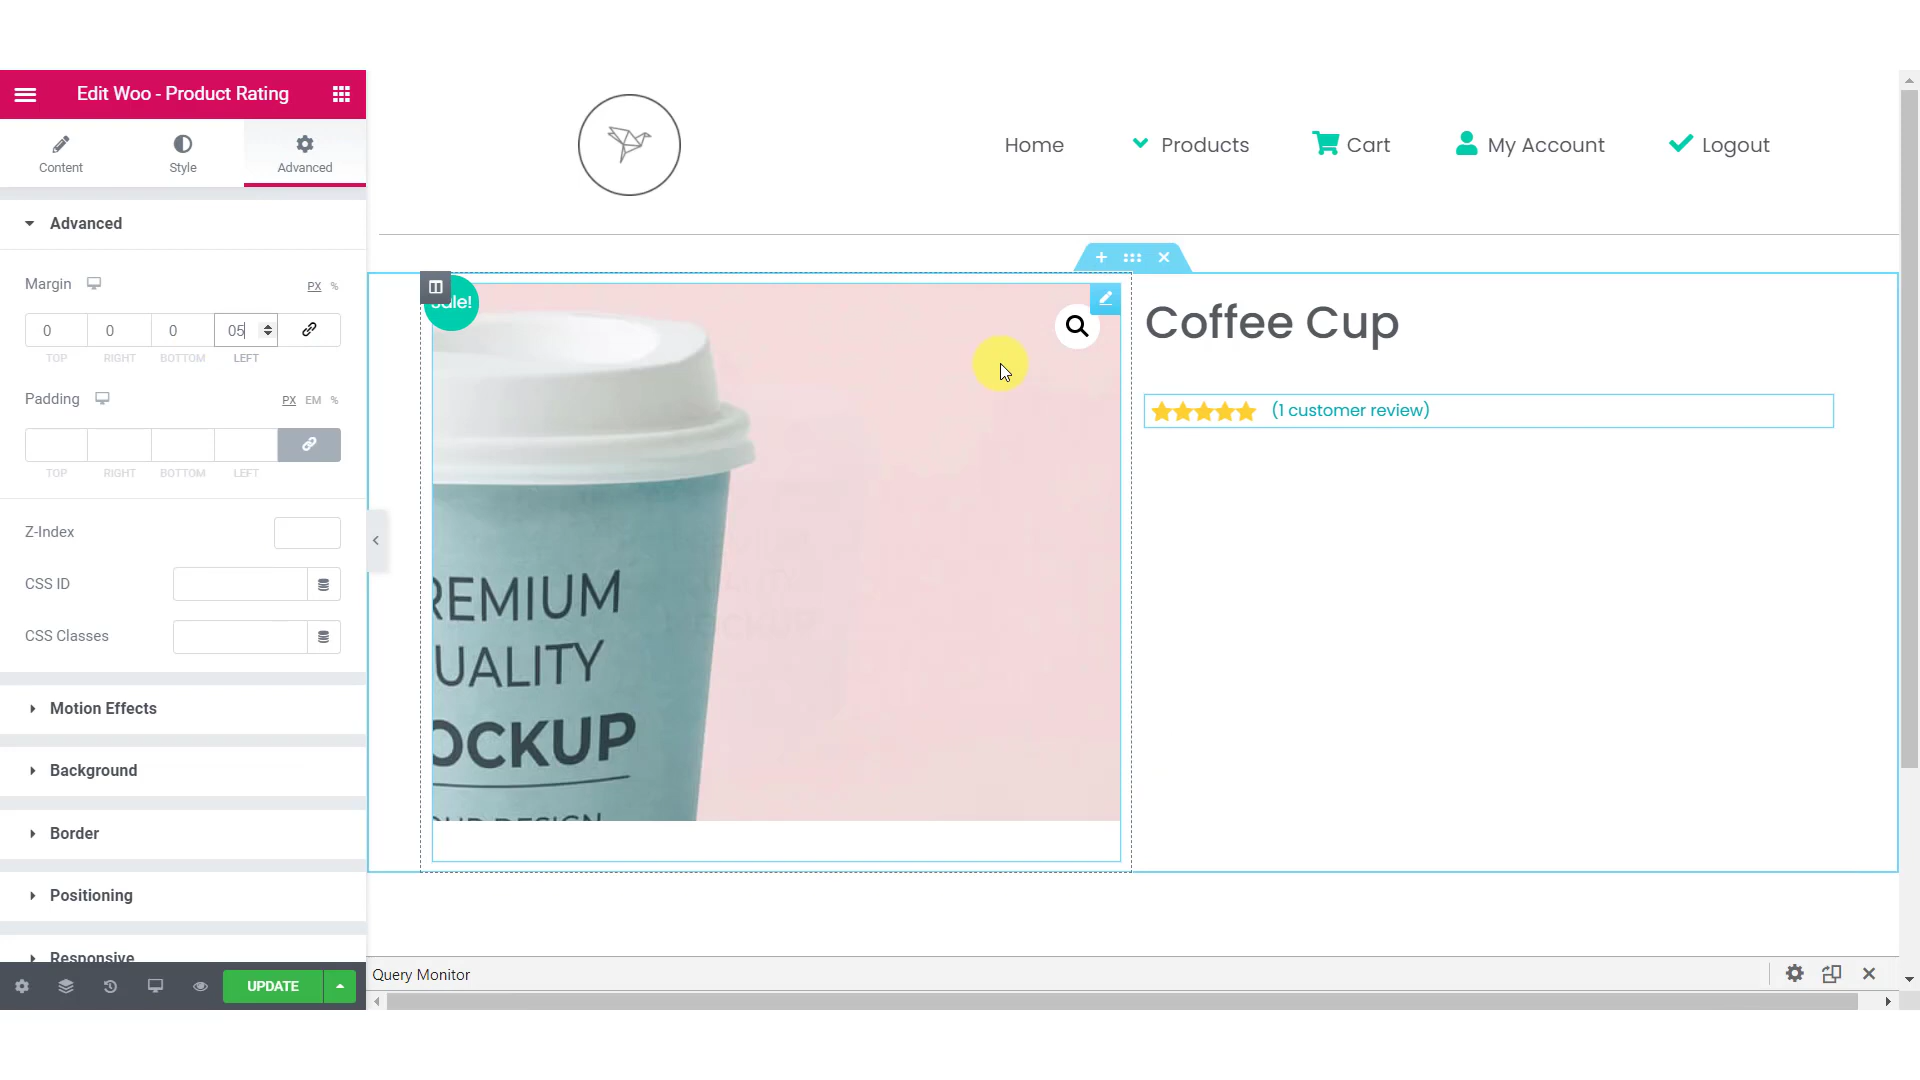 Edit Woo - Product Rating
Content
Style
Advanced
Advanced
Margin
PX %
0
0
0
05
TOP
RIGHT
BOTTOM
LEFT
Padding
PX EM %
TOP
RIGHT
BOTTOM
LEFT
Z-Index
CSS ID
CSS Classes
Motion Effects
Background
Border
Positioning
Responsive
UPDATE
Home
Products
Cart
My Account
Logout
Sale!
REMIUM
UALITY
OCKUP
Coffee Cup
(1 customer review)
Query Monitor